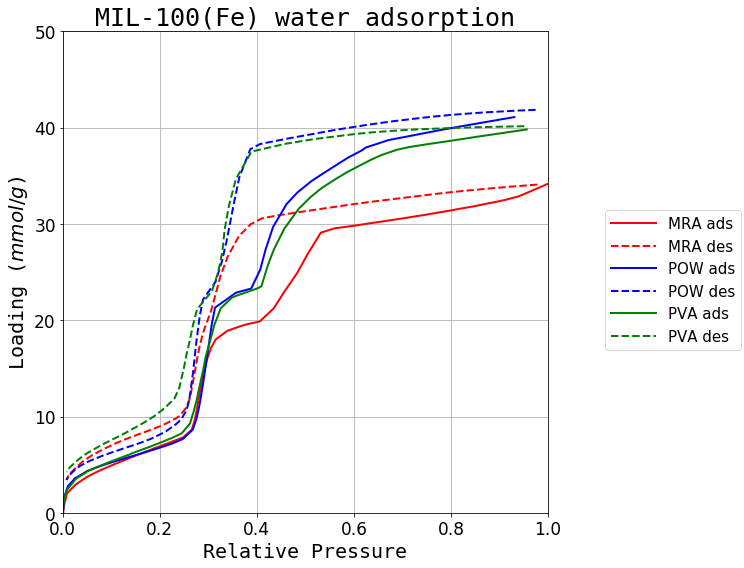 MIL-100(Fe) water adsorption
50
40
30
20
10
0
Loading (mmol/g)
0.0 0.2 0.4 0.6 0.8 1.0
Relative Pressure
MRA ads
MRA des
POW ads
POW des
PVA ads
PVA des